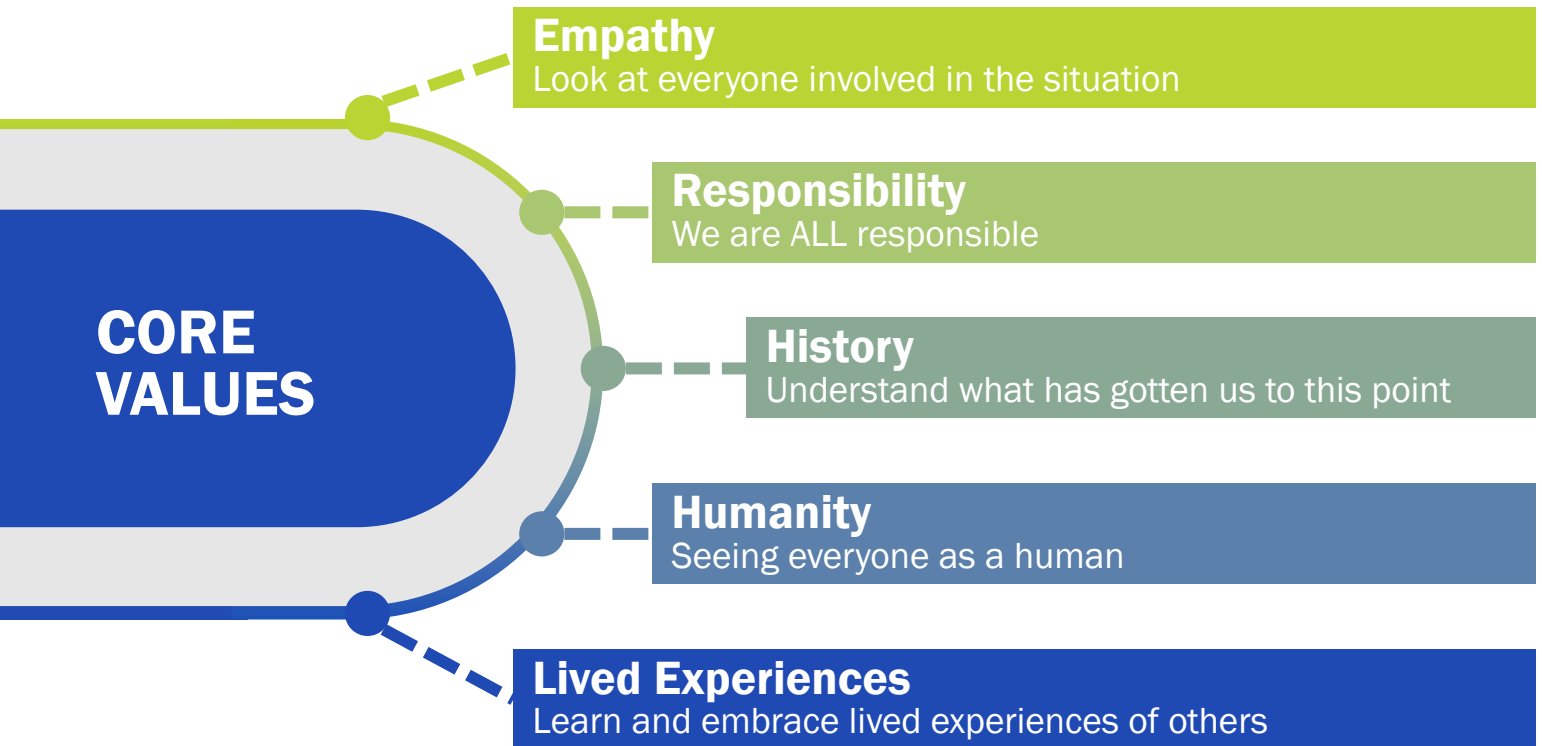 CORE
VALUES
Empathy
Look at everyone involved in the situation
Responsibility
We are ALL responsible
History
Understand what has gotten us to this point
Humanity
Seeing everyone as a human
Lived Experiences
Learn and embrace lived experiences of others